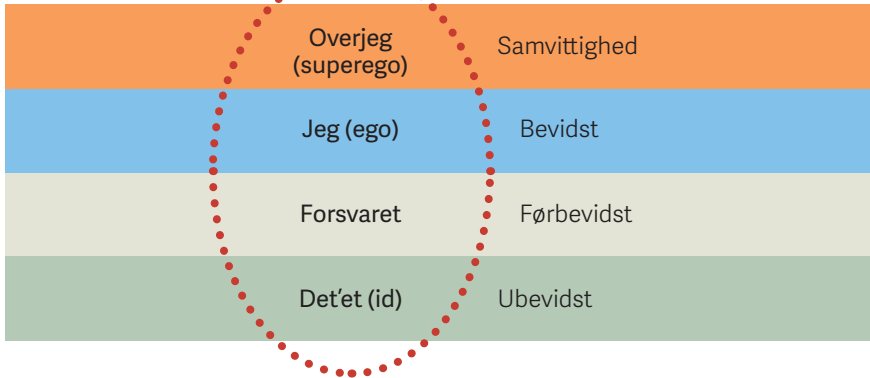 Overjeg
(superego)
Samvittighed
Jeg (ego)
Bevidst
Forsvaret
Førbevidst
Det’et (id)
Ubevidst